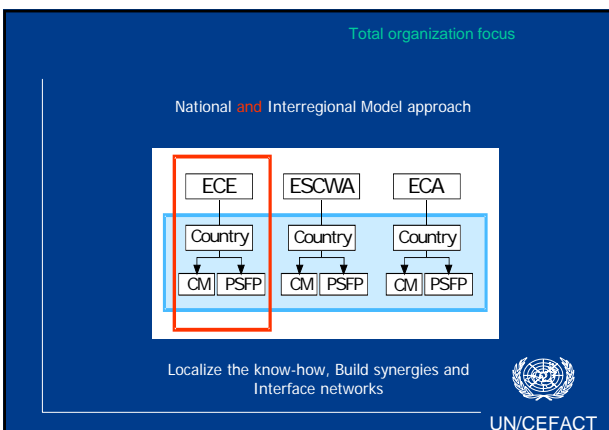 Total organization focus
National and Interregional Model approach
ECE ESCWA ECA
Country Country Country
CM PSFP CM PSFP CM PSFP
Localize the know-how, Build synergies and
Interface networks
UN/CEFACT